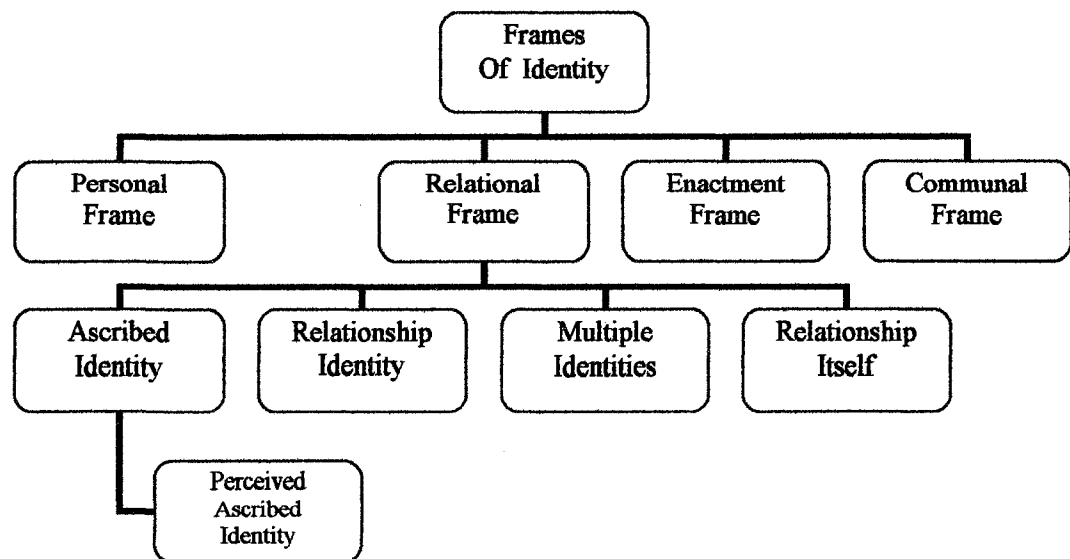 Frames
Of Identity
Personal
Frame
Relational
Frame
Enactment
Frame
Communal
Frame
Ascribed
Identity
Relationship
Identity
Multiple
Identities
Relationship
Itself
Perceived
Ascribed
Identity